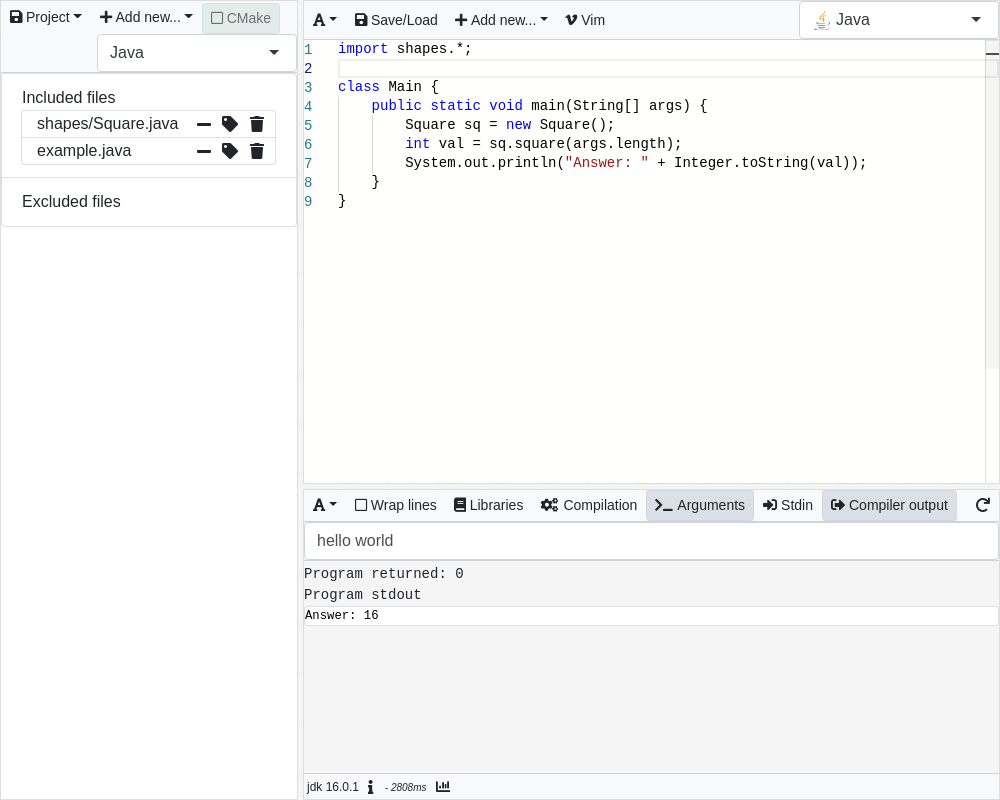 Project Add new... CMake
Java
Included files
shapes/Square.java
example.java
Excluded files
A Save/Load Add new... Vim Java
1 import shapes.*;
2
3 class Main {
4     public static void main(String[] args) {
5         Square sq = new Square();
6         int val = sq.square(args.length);
7         System.out.println("Answer: " + Integer.toString(val));
8     }
9 }
A Wrap lines Libraries Compilation Arguments Stdin Compiler output
hello world
Program returned: 0
Program stdout
Answer: 16
jdk 16.0.1 - 2808ms